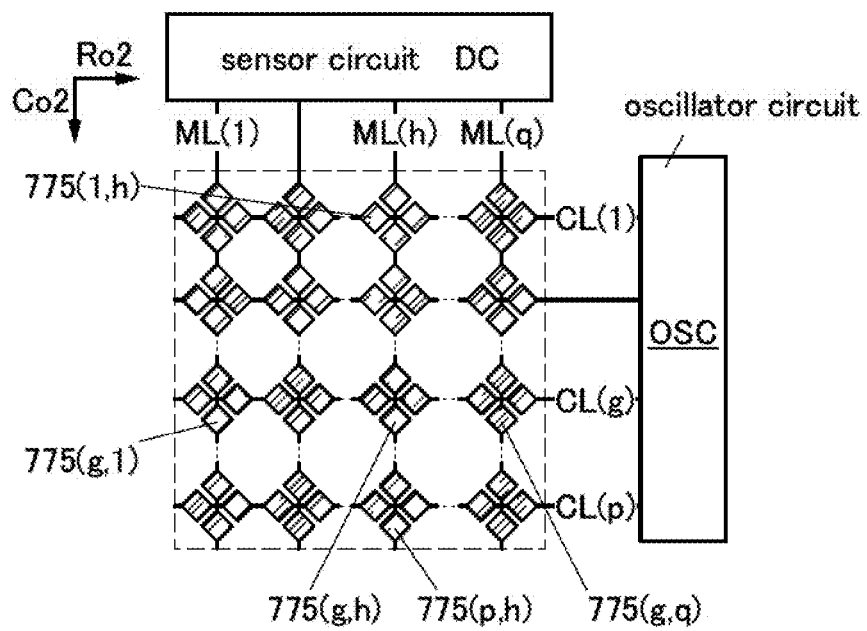 sensor circuit DC
Ro2
Co2
oscillator circuit
ML(1) ML(h) ML(q)
775(1,h)
CL(1)
OSC
CL(g)
775(g,1)
CL(p)
775(g,h) 775(p,h) 775(g,q)